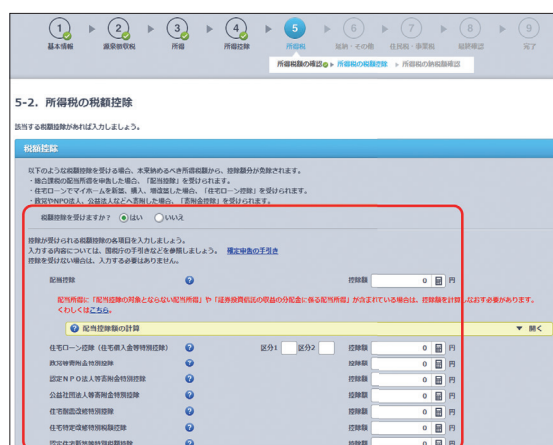 1 2 3 4 5 6 7 8 9
基本情報 源泉徴収税 所得 所得控除 所得税 繰納・その他 住民税・事業税 最終確認 完了
所得税額の確認 ▶ 所得税の税額控除 ▶ 所得税の納税額確認
5-2. 所得税の税額控除
該当する税額控除があれば入力しましょう。
税額控除
以下のような税額控除を受ける場合、本来納めるべき所得税額から、控除額分が免除されます。
・総合課税の配当所得を申告した場合、「配当控除」を受けられます。
・住宅ローンでマイホームを新築、購入、増改築した場合、「住宅ローン控除」を受けられます。
・政党やNPO法人、公益法人などへ寄附した場合、「寄附金控除」を受けられます。
税額控除を受けますか？ はい いいえ
控除が受けられる税額控除の各項目を入力しましょう。
入力する内容については、国税庁の手引きなどを参照しましょう。 確定申告の手引き
控除を受けない場合は、入力する必要はありません。
配当控除 ? 控除額 0 円
配当所得に「配当控除の対象とならない配当所得」や「証券投資信託の収益の分配金に係る配当所得」が含まれている場合は、控除額を計算しなおす必要があります。
くわしくはこちら。
? 配当控除額の計算 ▼ 開く
住宅ローン控除（住宅借入金等特別控除） ? 区分1 区分2 控除額 0 円
政党等寄附金特別控除 ? 控除額 0 円
認定NPO法人等寄附金特別控除 ? 控除額 0 円
公益社団法人等寄附金特別控除 ? 控除額 0 円
住宅耐震改修特別控除 ? 控除額 0 円
住宅特定改修特別税額控除 ? 控除額 0 円
認定住宅新築等特別税額控除 ? 控除額 0 円